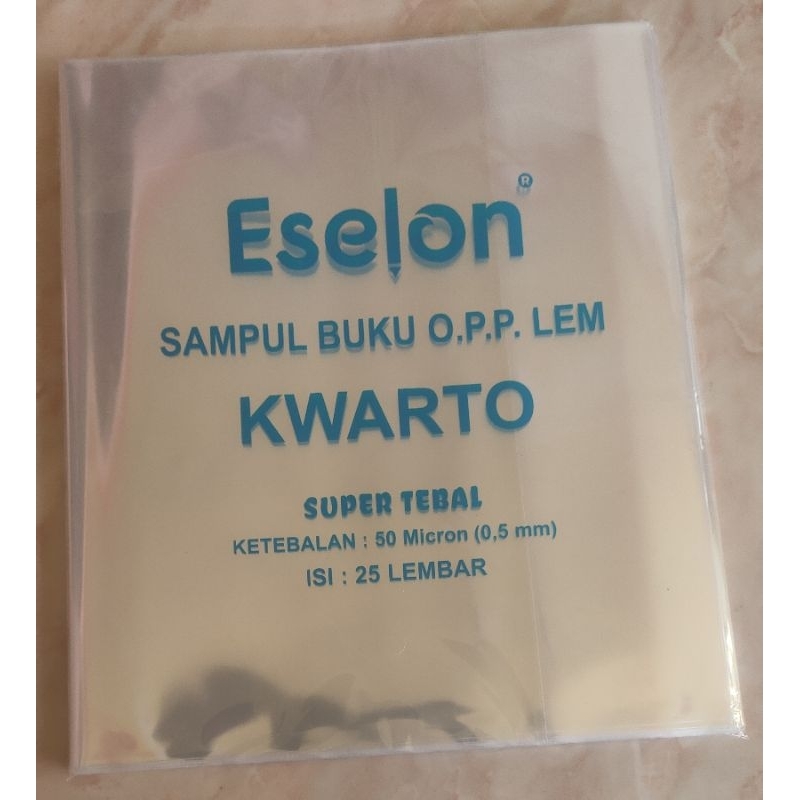 Eselon®
SAMPUL BUKU O.P.P. LEM
KWARTO
SUPER TEBAL
KETEBALAN : 50 Micron (0,5 mm)
ISI : 25 LEMBAR